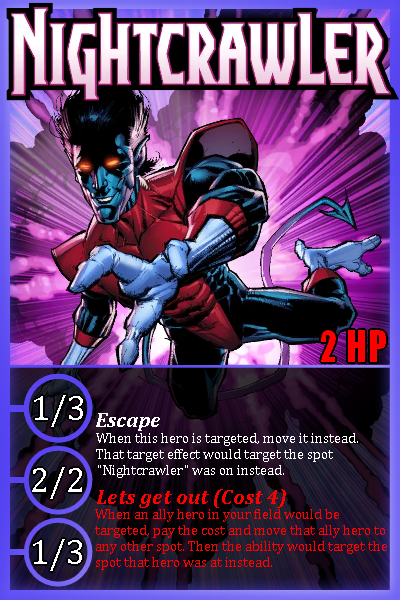 NIGHTCRAWLER
2 HP
1/3
2/2
1/3
Escape
When this hero is targeted, move it instead.
That target effect would target the spot
"Nightcrawler" was on instead.
Lets get out (Cost 4)
When an ally hero in your field would be
targeted, pay the cost and move that ally hero to
any other spot. Then the ability would target the
spot that hero was at instead.